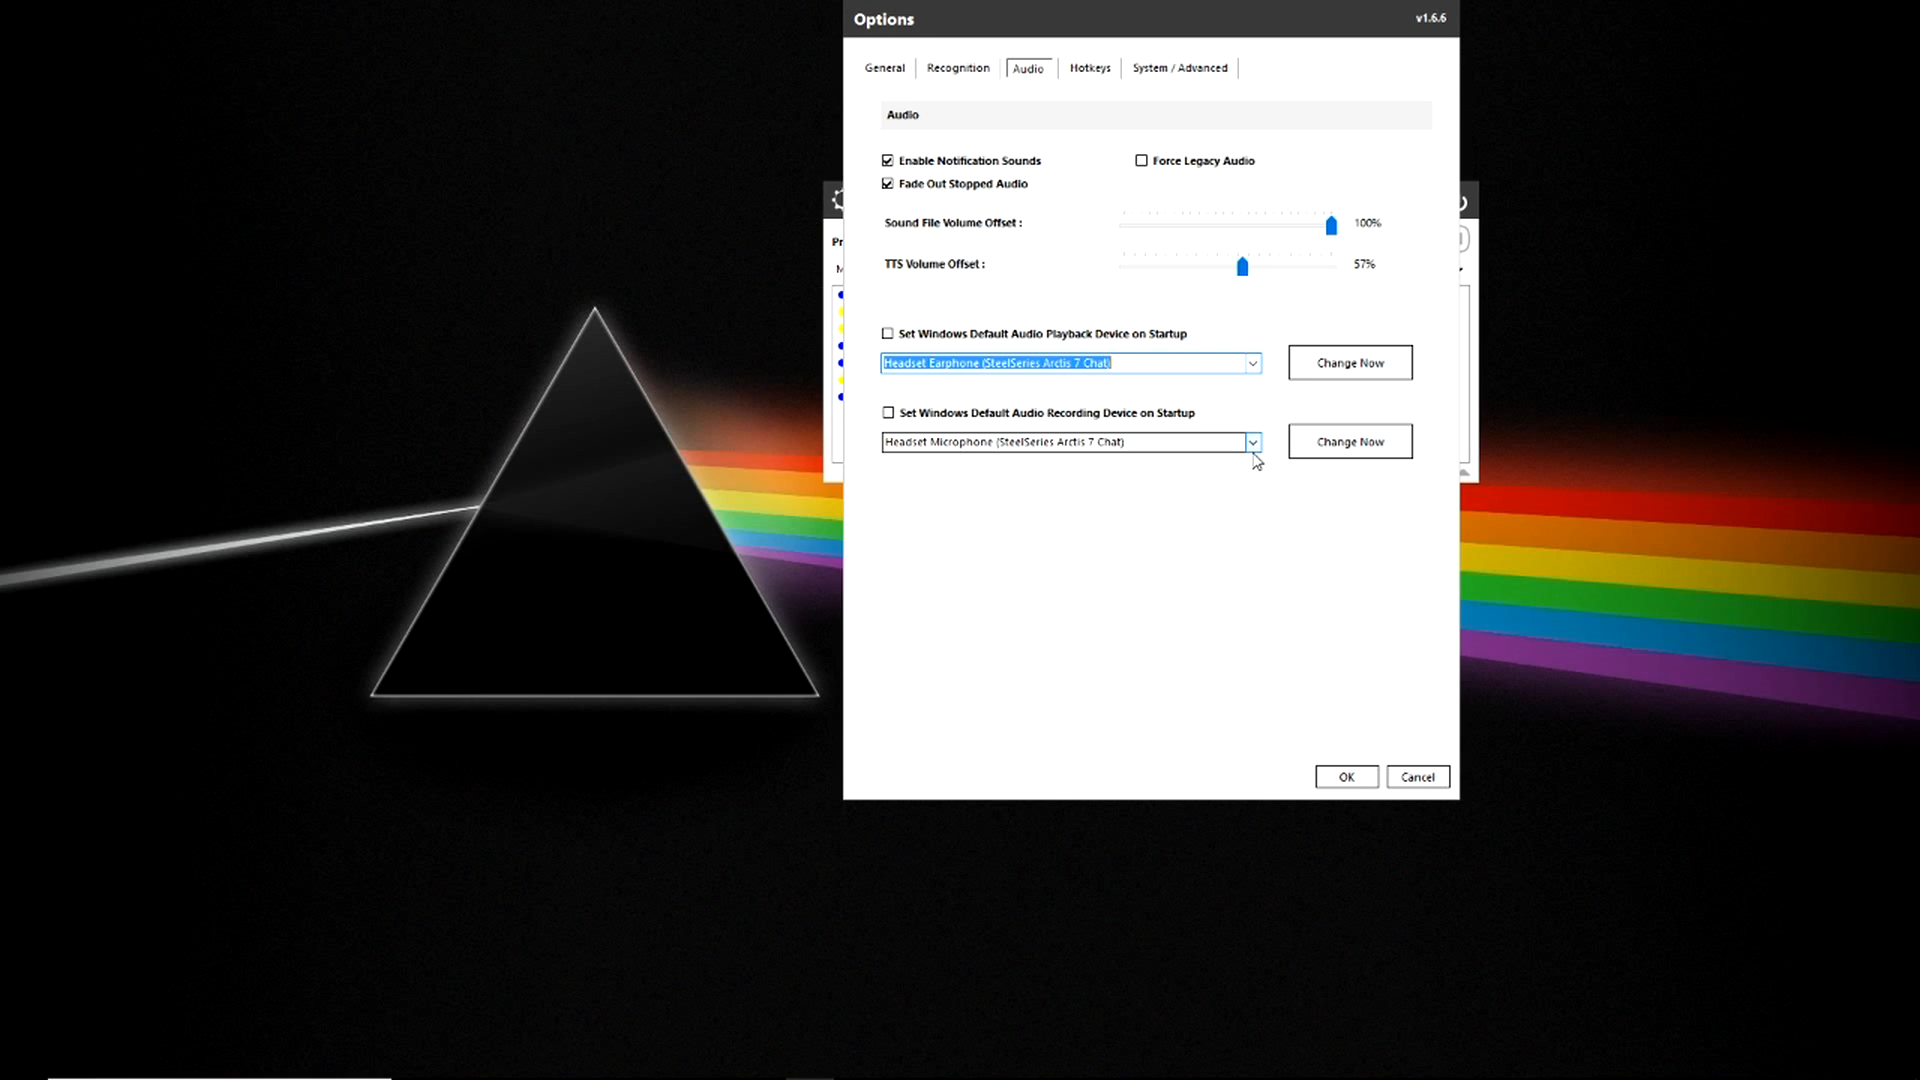 Options
v1.6.6
General
Recognition
Audio
Hotkeys
System / Advanced
Audio
Enable Notification Sounds
Force Legacy Audio
Fade Out Stopped Audio
Sound File Volume Offset :
100%
TTS Volume Offset :
57%
Set Windows Default Audio Playback Device on Startup
Headset Earphone (SteelSeries Arctis 7 Chat)
Change Now
Set Windows Default Audio Recording Device on Startup
Headset Microphone (SteelSeries Arctis 7 Chat)
Change Now
OK
Cancel